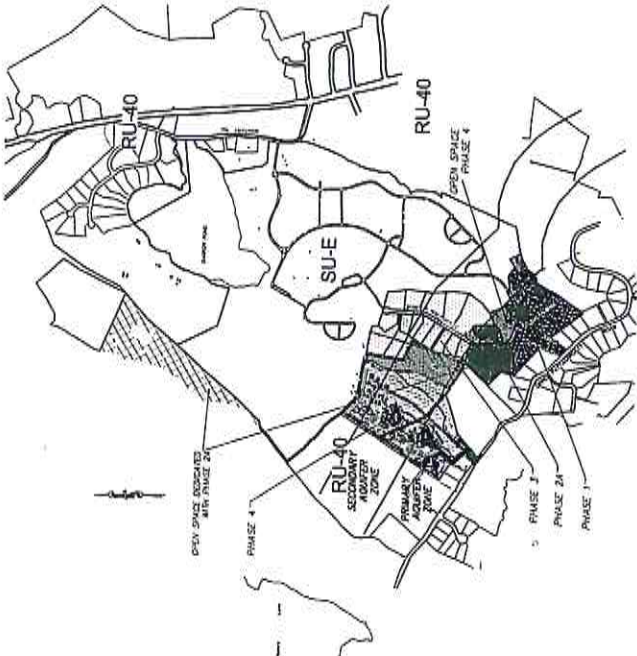 RU-40
RU-40
OPEN SPACE
PHASE 4
SU-E
OPEN SPACE DEDICATED
WITH PHASE 2A
PHASE 4
RU-40
SECONDARY
AQUIFER
ZONE
PRIMARY
AQUIFER
ZONE
PHASE 3
PHASE 2A
PHASE 1